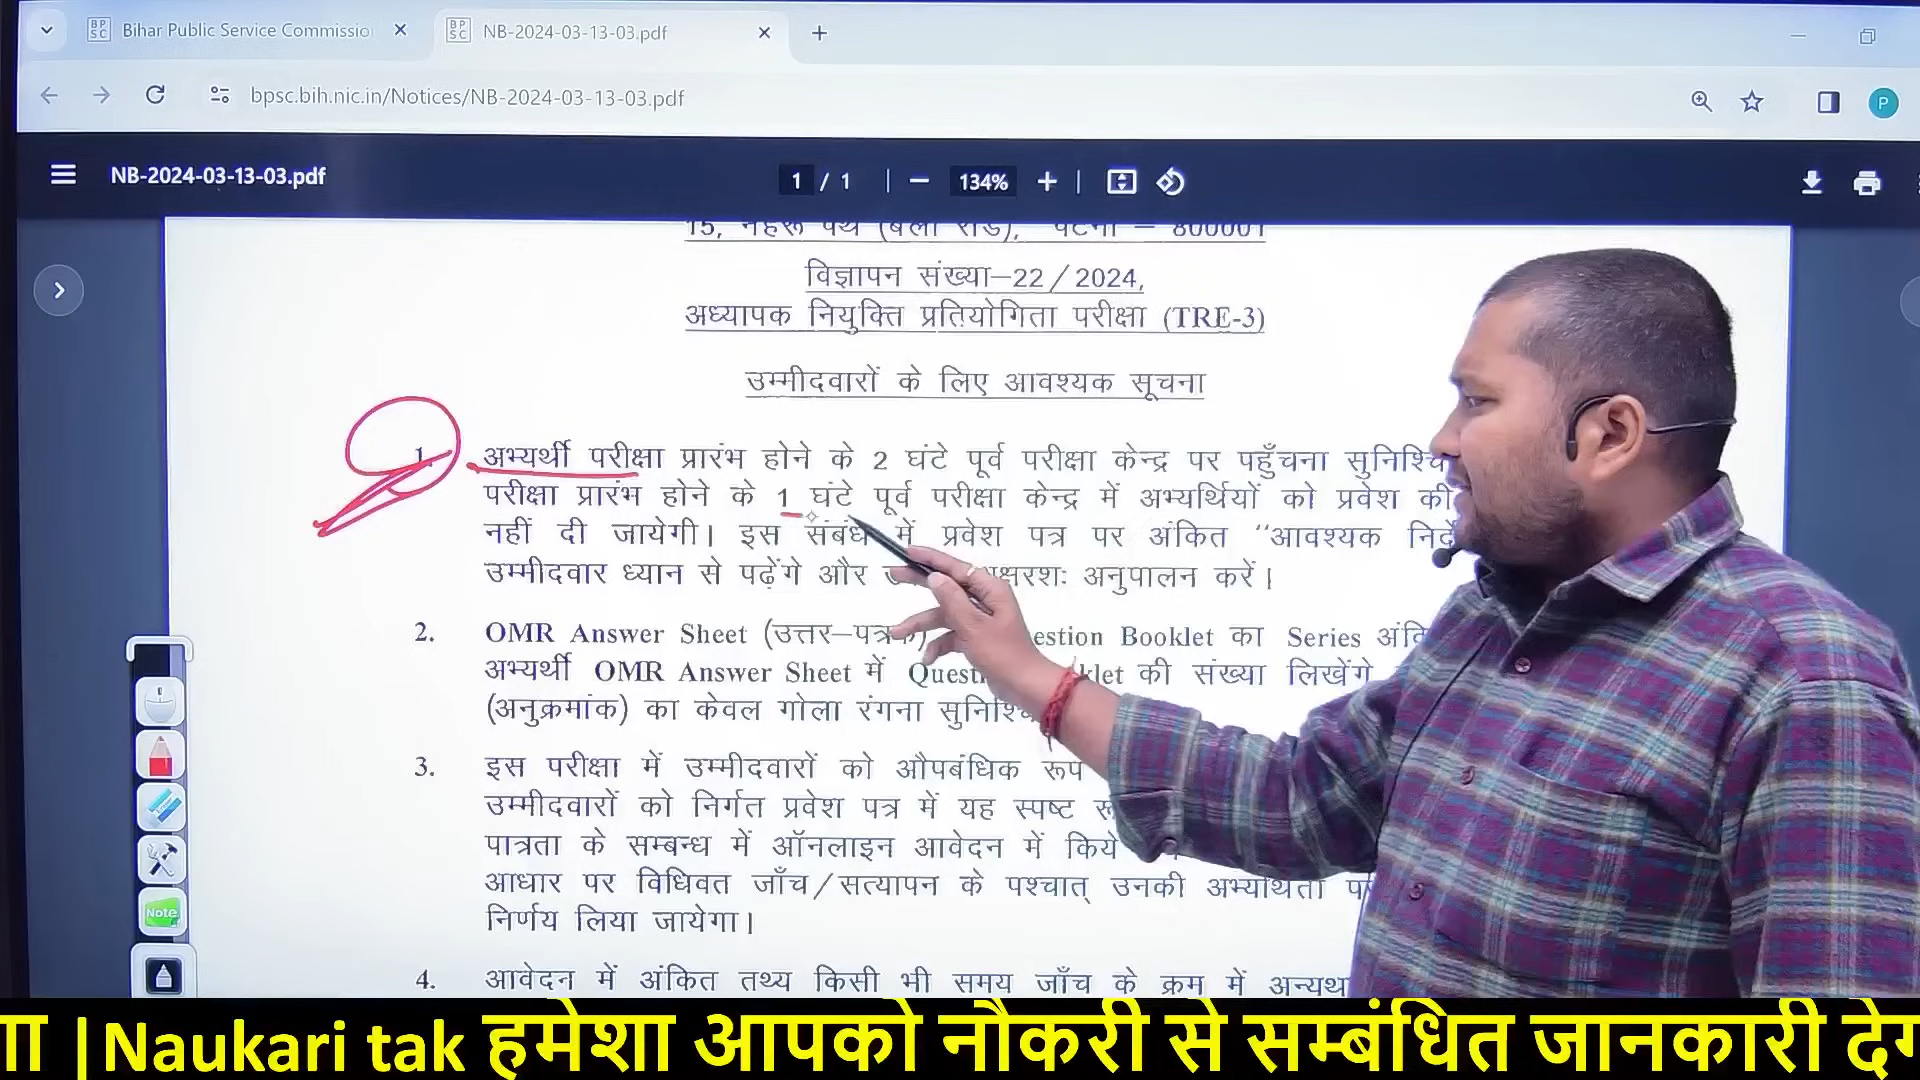 Bihar Public Service Commissio
NB-2024-03-13-03.pdf
bpsc.bih.nic.in/Notices/NB-2024-03-13-03.pdf
P
NB-2024-03-13-03.pdf
1 / 1
134%
15, नेहरू पथ (बेली रोड), पटना – 800001
विज्ञापन संख्या–22/2024,
अध्यापक नियुक्ति प्रतियोगिता परीक्षा (TRE-3)
उम्मीदवारों के लिए आवश्यक सूचना
1. अभ्यर्थी परीक्षा प्रारंभ होने के 2 घंटे पूर्व परीक्षा केन्द्र पर पहुँचना
परीक्षा प्रारंभ होने के 1 घंटे पूर्व परीक्षा केन्द्र में अभ्यर्थियों को प्रवेश की
नहीं दी जायेगी। इस संबंध में प्रवेश पत्र पर अंकित “आवश्यक
उम्मीदवार ध्यान से पढ़ेंगे और अक्षरशः अनुपालन करें।
2. OMR Answer Sheet (उत्तर–पत्रक) Booklet का Series
अभ्यर्थी OMR Answer Sheet में की संख्या लिखेंगे
(अनुक्रमांक) का केवल गोला रंगना
3. इस परीक्षा में उम्मीदवारों को औपबंधिक रूप
उम्मीदवारों को निर्गत प्रवेश पत्र में यह स्पष्ट
पात्रता के सम्बन्ध में ऑनलाइन आवेदन में किये
आधार पर विधिवत जाँच/सत्यापन के पश्चात् उनकी अभ्यर्थिता
निर्णय लिया जायेगा।
4. आवेदन में अंकित तथ्य किसी भी समय जाँच के क्रम में
Note
| Naukari tak हमेशा आपको नौकरी से सम्बंधित जानकारी